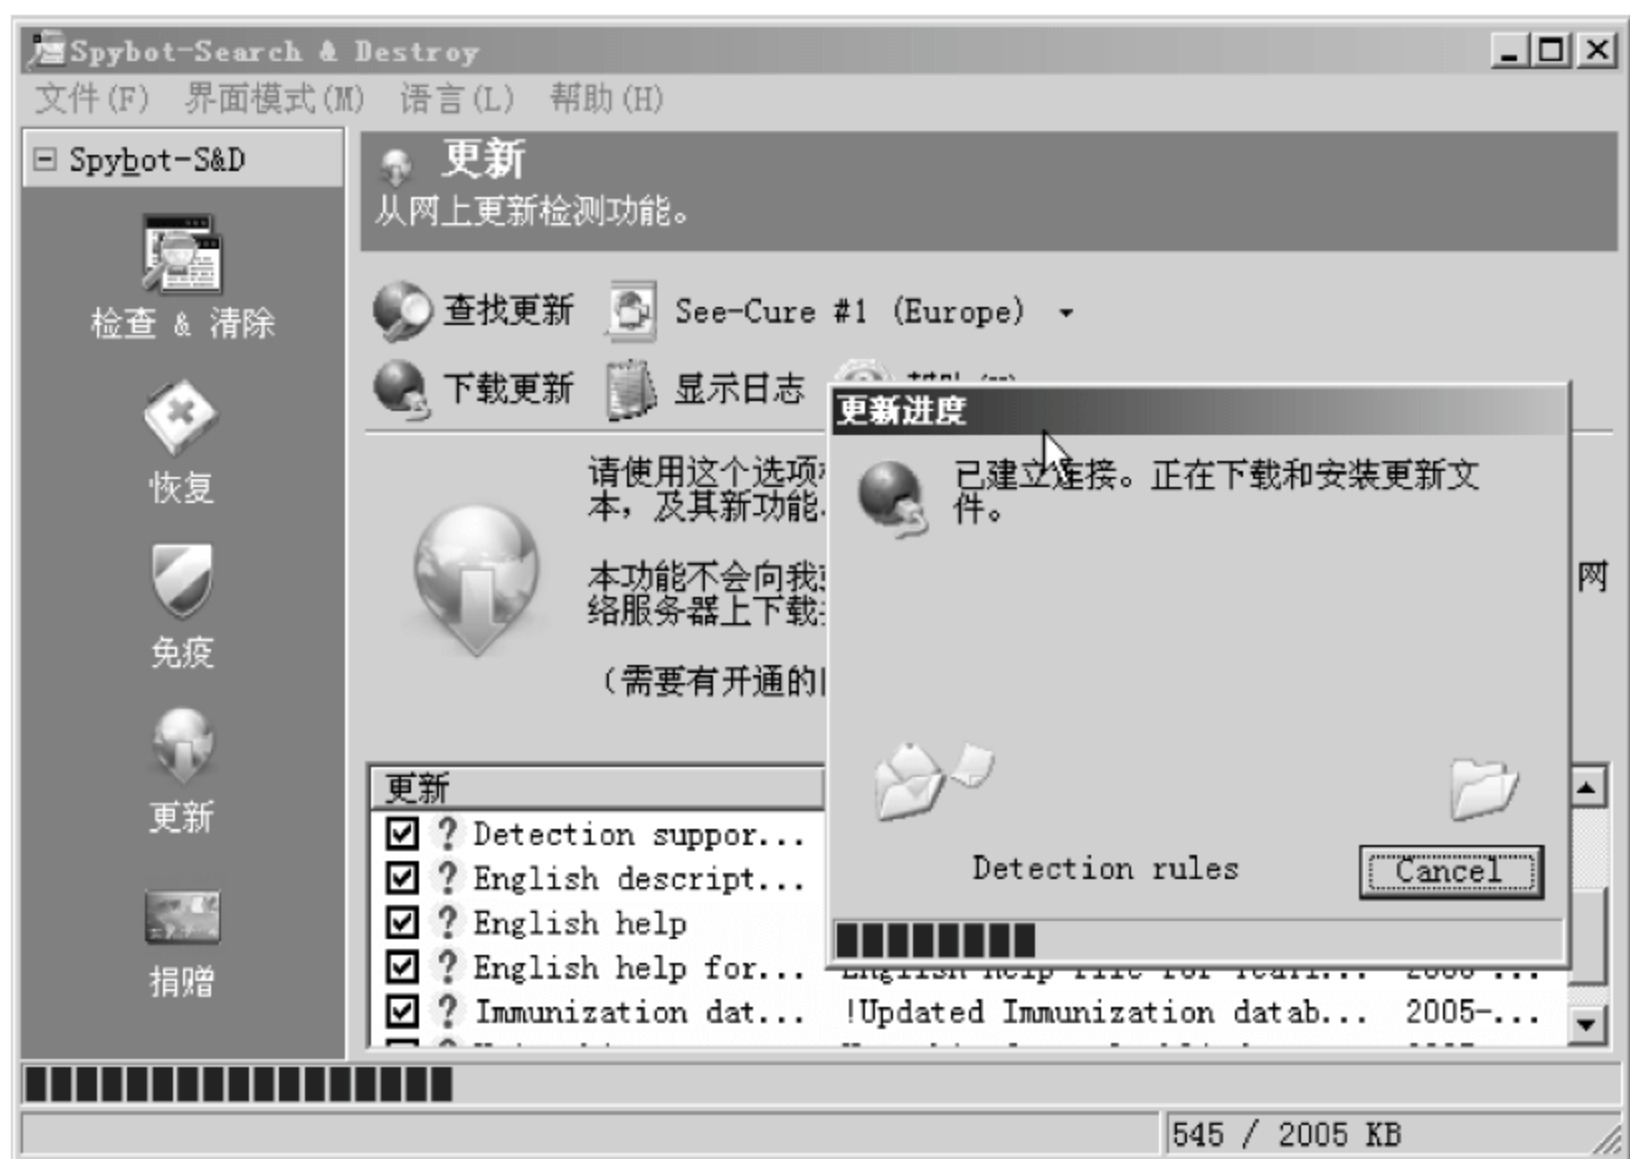 Spybot-Search & Destroy
文件(F) 界面模式(M) 语言(L) 帮助(H)
Spybot-S&D
检查 & 清除
恢复
免疫
更新
捐赠
更新
从网上更新检测功能。
查找更新 See-Cure #1 (Europe)
下载更新 显示日志
请使用这个选项
本，及其新功能
本功能不会向我 网
络服务器上下载
（需要有开通的
更新
Detection suppor...
English descript...
English help
English help for... English help file for 2000-...
Immunization dat... !Updated Immunization datab... 2005-...
更新进度
已建立连接。正在下载和安装更新文
件。
Detection rules Cancel
545 / 2005 KB